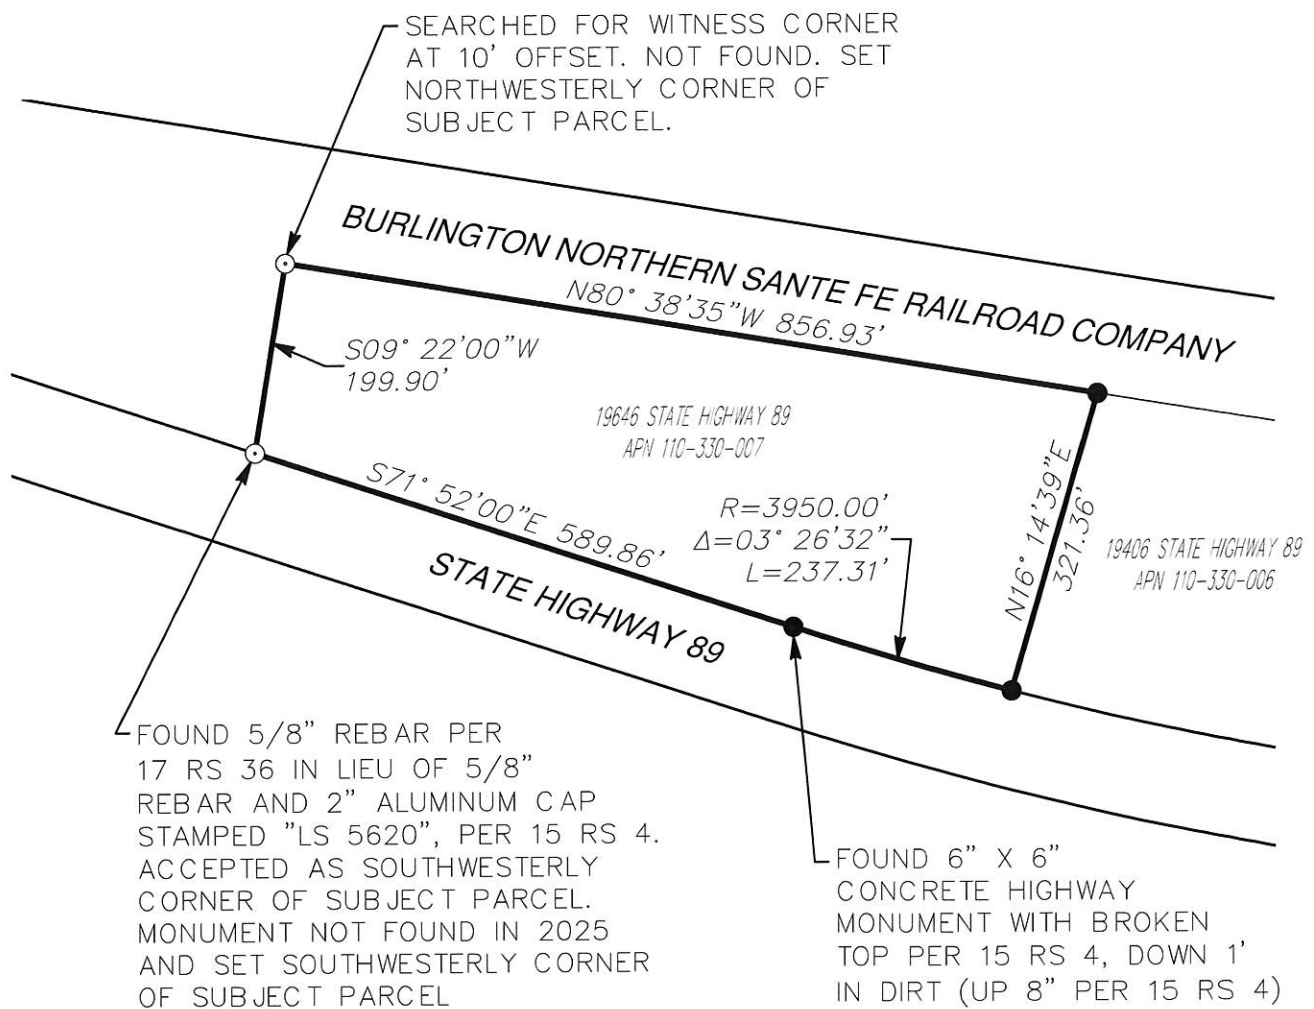 SEARCHED FOR WITNESS CORNER
AT 10' OFFSET. NOT FOUND. SET
NORTHWESTERLY CORNER OF
SUBJECT PARCEL.
BURLINGTON NORTHERN SANTE FE RAILROAD COMPANY
N80° 38'35"W 856.93'
S09° 22'00"W
199.90'
19646 STATE HIGHWAY 89
APN 110-330-007
S71° 52'00"E 589.86'
R=3950.00'
Δ=03° 26'32"
L=237.31'
N16° 14'39"E
321.36'
19406 STATE HIGHWAY 89
APN 110-330-006
STATE HIGHWAY 89
FOUND 5/8" REBAR PER
17 RS 36 IN LIEU OF 5/8"
REBAR AND 2" ALUMINUM CAP
STAMPED "LS 5620", PER 15 RS 4.
ACCEPTED AS SOUTHWESTERLY
CORNER OF SUBJECT PARCEL.
MONUMENT NOT FOUND IN 2025
AND SET SOUTHWESTERLY CORNER
OF SUBJECT PARCEL
FOUND 6" X 6"
CONCRETE HIGHWAY
MONUMENT WITH BROKEN
TOP PER 15 RS 4, DOWN 1'
IN DIRT (UP 8" PER 15 RS 4)